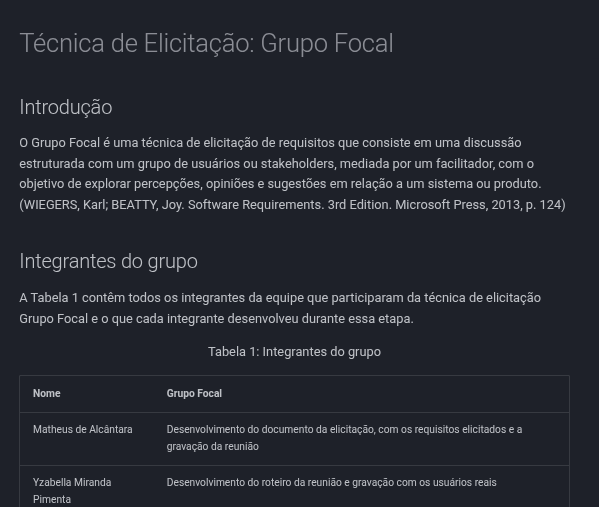 Técnica de Elicitação: Grupo Focal
Introdução
O Grupo Focal é uma técnica de elicitação de requisitos que consiste em uma discussão
estruturada com um grupo de usuários ou stakeholders, mediada por um facilitador, com o
objetivo de explorar percepções, opiniões e sugestões em relação a um sistema ou produto.
(WIEGERS, Karl; BEATTY, Joy. Software Requirements. 3rd Edition. Microsoft Press, 2013, p. 124)
Integrantes do grupo
A Tabela 1 contêm todos os integrantes da equipe que participaram da técnica de elicitação
Grupo Focal e o que cada integrante desenvolveu durante essa etapa.
Tabela 1: Integrantes do grupo
Nome Grupo Focal
Matheus de Alcântara Desenvolvimento do documento da elicitação, com os requisitos elicitados e a
gravação da reunião
Yzabella Miranda Desenvolvimento do roteiro da reunião e gravação com os usuários reais
Pimenta